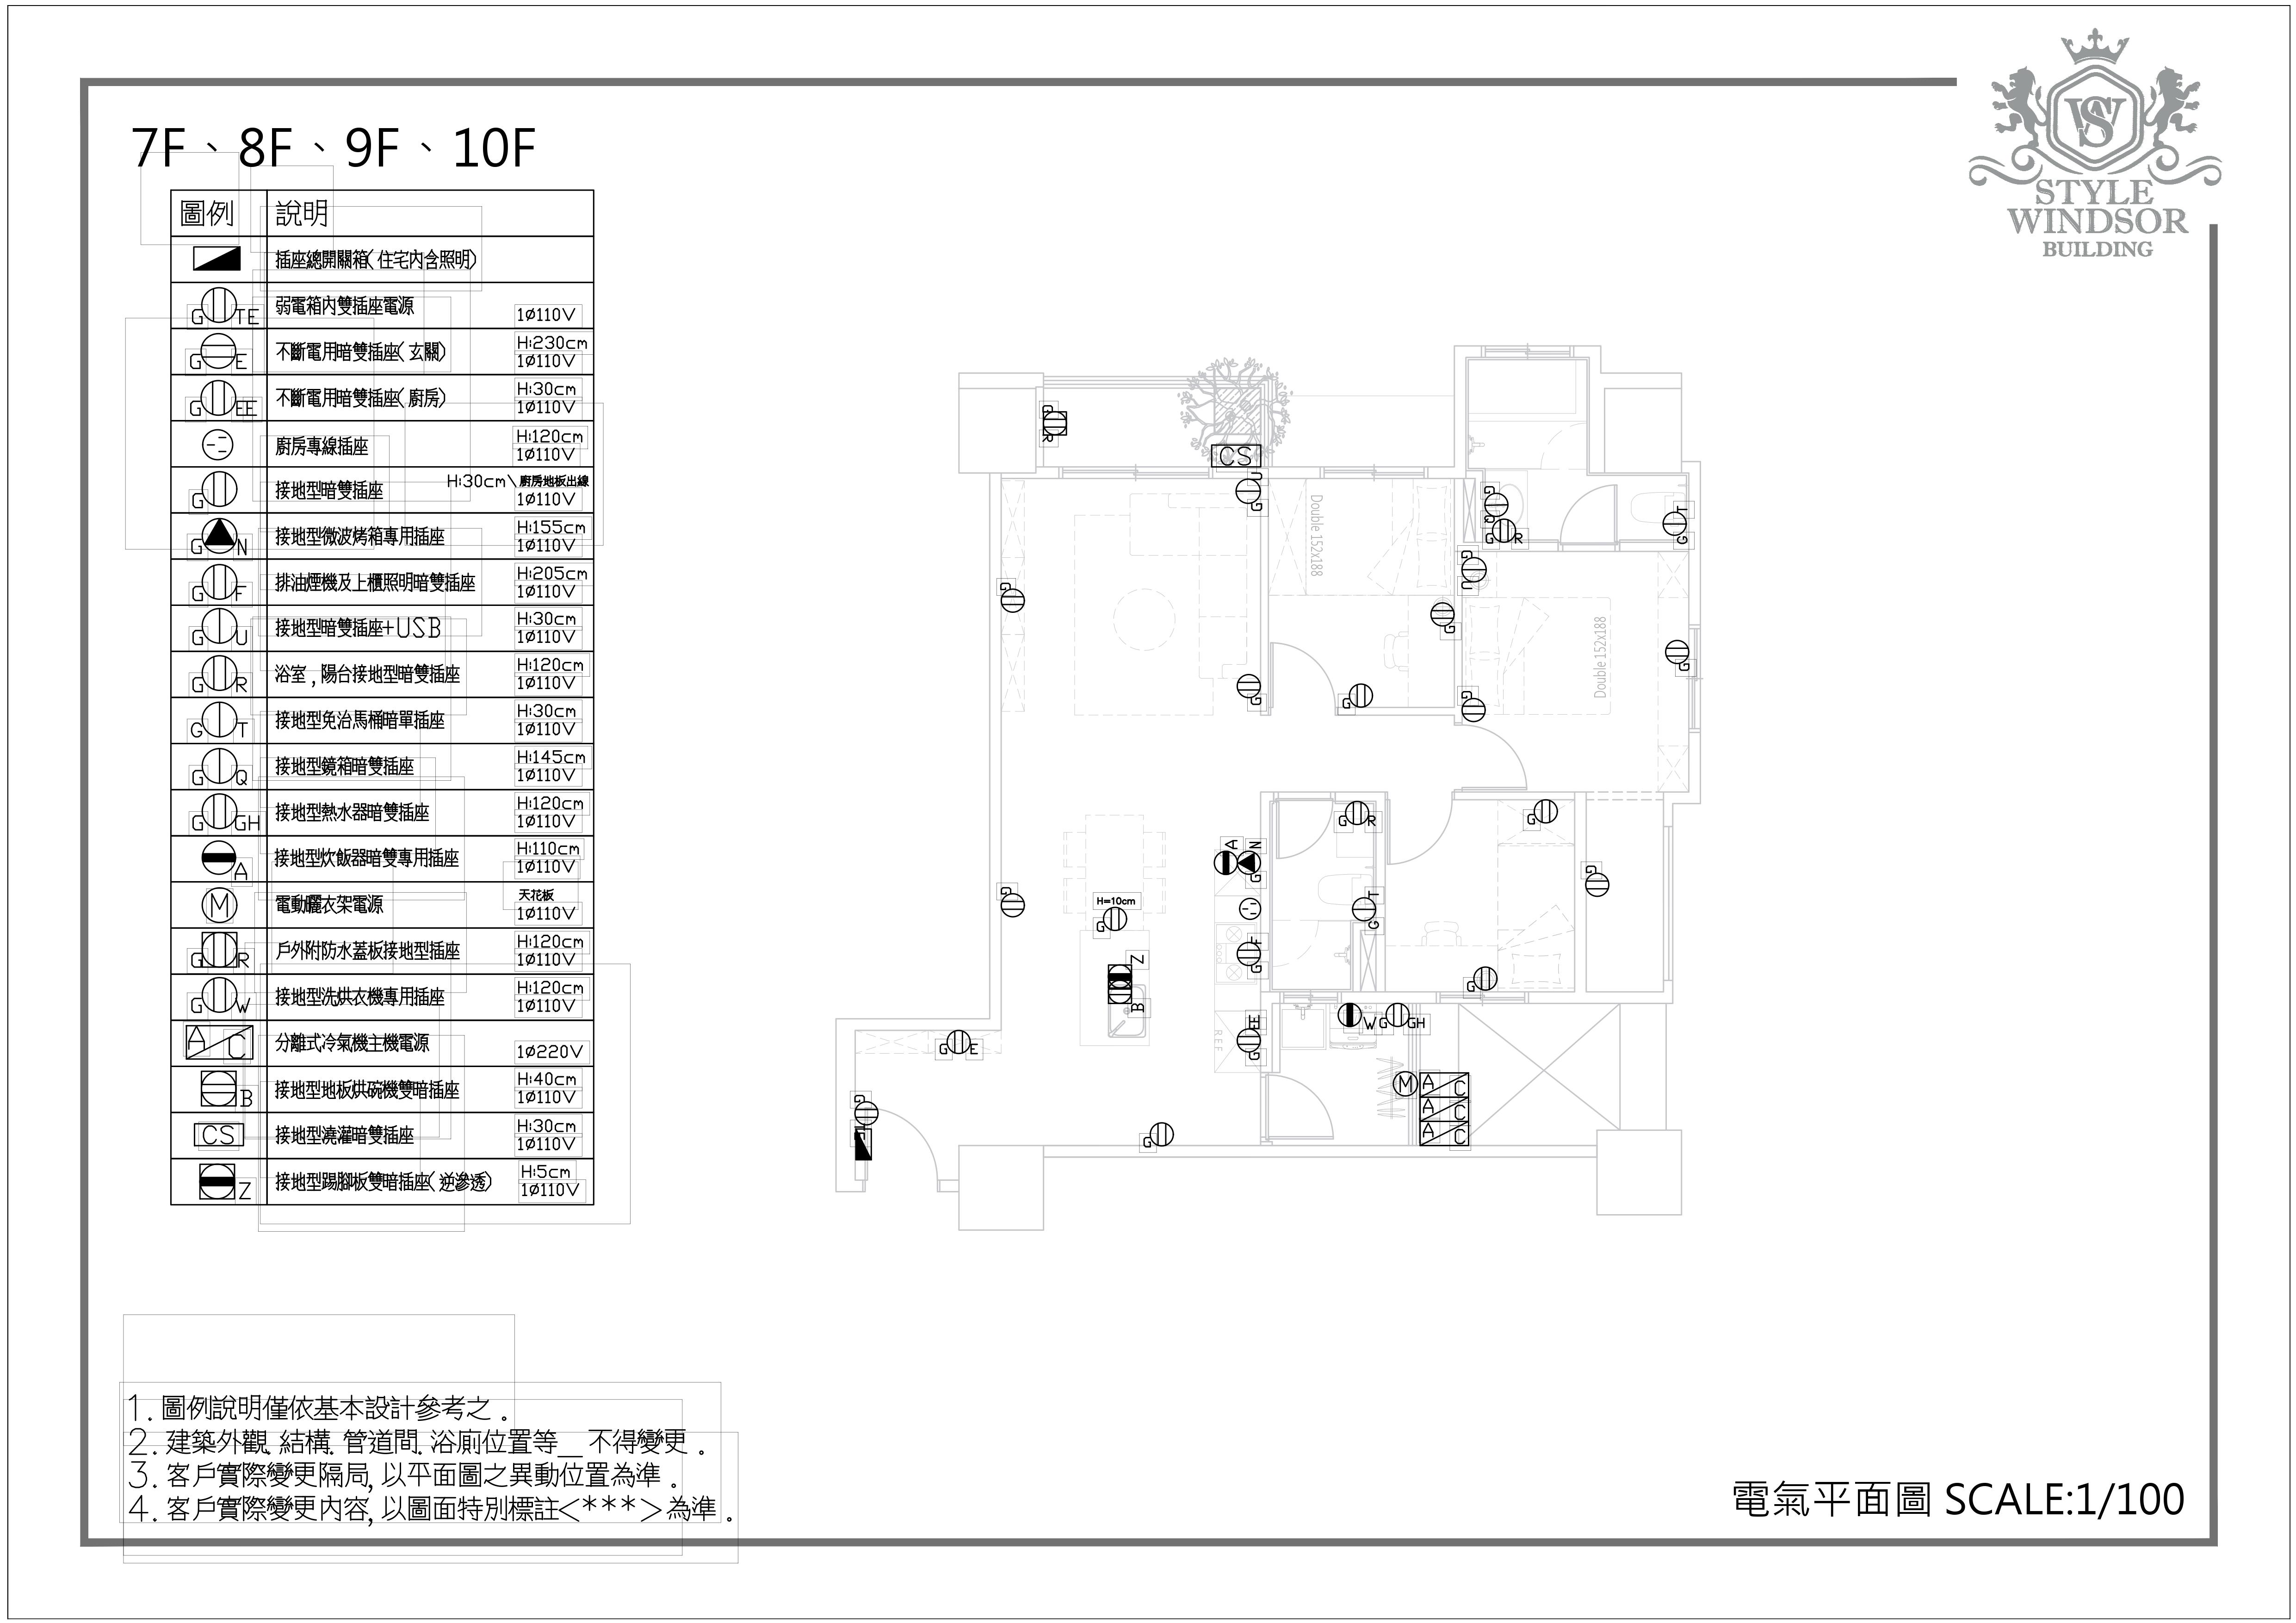 7F、8F、9F、10F
STYLE
WINDSOR
BUILDING
圖例 說明
插座總開關箱(住宅內含照明)
G TE 弱電箱內雙插座電源 1Ø110V
G E 不斷電用暗雙插座(玄關) H:230cm 1Ø110V
G EE 不斷電用暗雙插座(廚房) H:30cm 1Ø110V
廚房專線插座 H:120cm 1Ø110V
G 接地型暗雙插座 H:30cm\廚房地板出線 1Ø110V
G N 接地型微波烤箱專用插座 H:155cm 1Ø110V
G F 排油煙機及上櫃照明暗雙插座 H:205cm 1Ø110V
G U 接地型暗雙插座+USB H:30cm 1Ø110V
G R 浴室,陽台接地型暗雙插座 H:120cm 1Ø110V
G T 接地型免治馬桶暗單插座 H:30cm 1Ø110V
G Q 接地型鏡箱暗雙插座 H:145cm 1Ø110V
G GH 接地型熱水器暗雙插座 H:120cm 1Ø110V
A 接地型炊飯器暗雙專用插座 H:110cm 1Ø110V
M 電動曬衣架電源 天花板 1Ø110V
G R 戶外附防水蓋板接地型插座 H:120cm 1Ø110V
G W 接地型洗烘衣機專用插座 H:120cm 1Ø110V
A/C 分離式冷氣機主機電源 1Ø220V
B 接地型地板烘碗機雙暗插座 H:40cm 1Ø110V
CS 接地型澆灌暗雙插座 H:30cm 1Ø110V
Z 接地型踢腳板雙暗插座(逆滲透) H:5cm 1Ø110V
G R
CS
U G
Double 152x188
G Q
G R
G T
G U
G
G
Double 152x188
G
G
G
G
G R
G
A N G
G
G
H=10cm
G
G T
G F
Z
B
G
W G GH
EE G
REF
G E
M A/C
A/C
A/C
G
G
1. 圖例說明僅依基本設計參考之。
2. 建築外觀.結構.管道間.浴廁位置等__不得變更。
3. 客戶實際變更隔局,以平面圖之異動位置為準。
4. 客戶實際變更內容,以圖面特別標註<***>為準。
電氣平面圖 SCALE:1/100